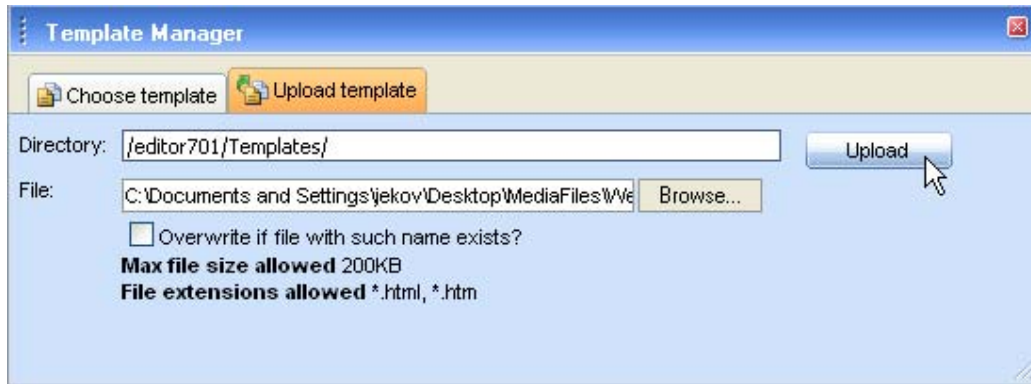 Template Manager
Choose template
Upload template
Directory: /editor701/Templates/ Upload
File: C:\Documents and Settings\jekov\Desktop\MediaFiles\We Browse...
Overwrite if file with such name exists?
Max file size allowed 200KB
File extensions allowed *.html, *.htm